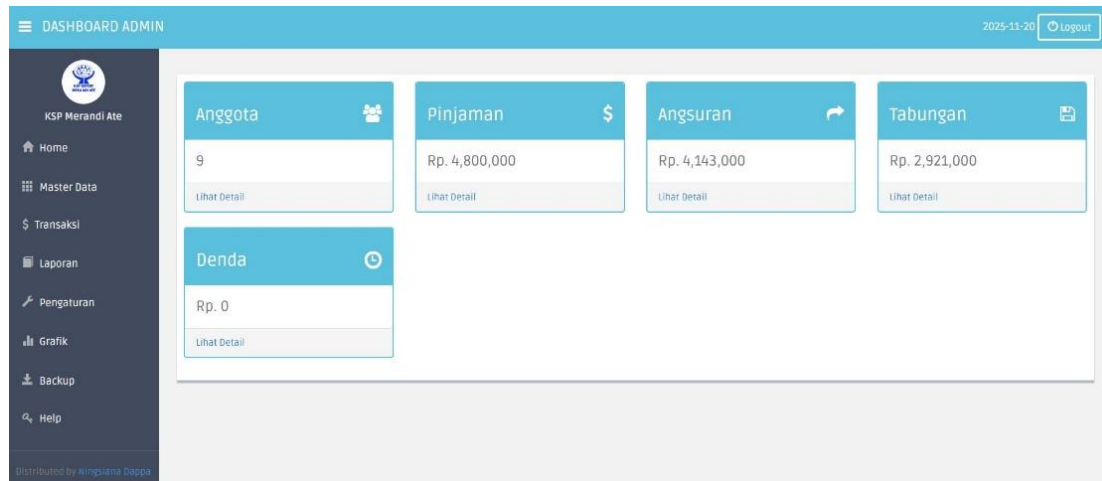 DASHBOARD ADMIN
2025-11-20 Logout
KSP Merandi Ate
Home
Master Data
$ Transaksi
Laporan
Pengaturan
Grafik
Backup
Help
Distributed by Ningsiana Dappa
Anggota
9
Lihat Detail
Pinjaman $
Rp. 4,800,000
Lihat Detail
Angsuran
Rp. 4,143,000
Lihat Detail
Tabungan
Rp. 2,921,000
Lihat Detail
Denda
Rp. 0
Lihat Detail